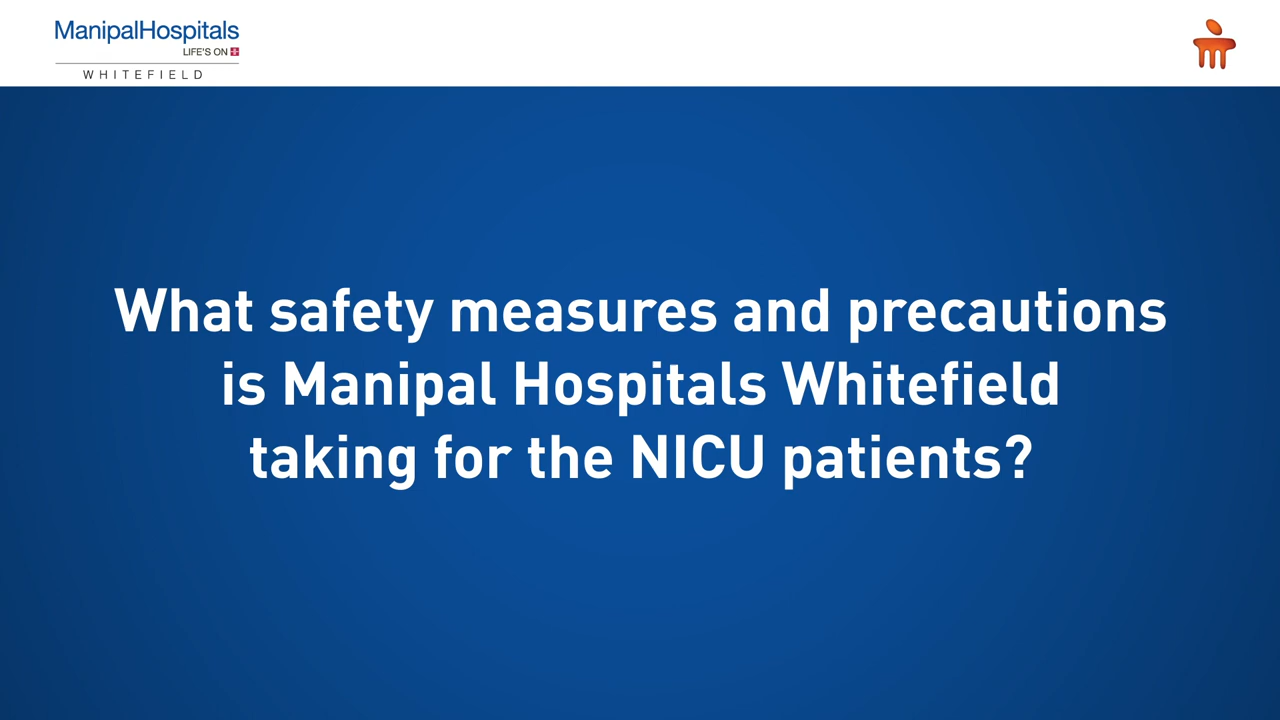 ManipalHospitals
LIFE'S ON
WHITEFIELD
What safety measures and precautions
is Manipal Hospitals Whitefield
taking for the NICU patients?